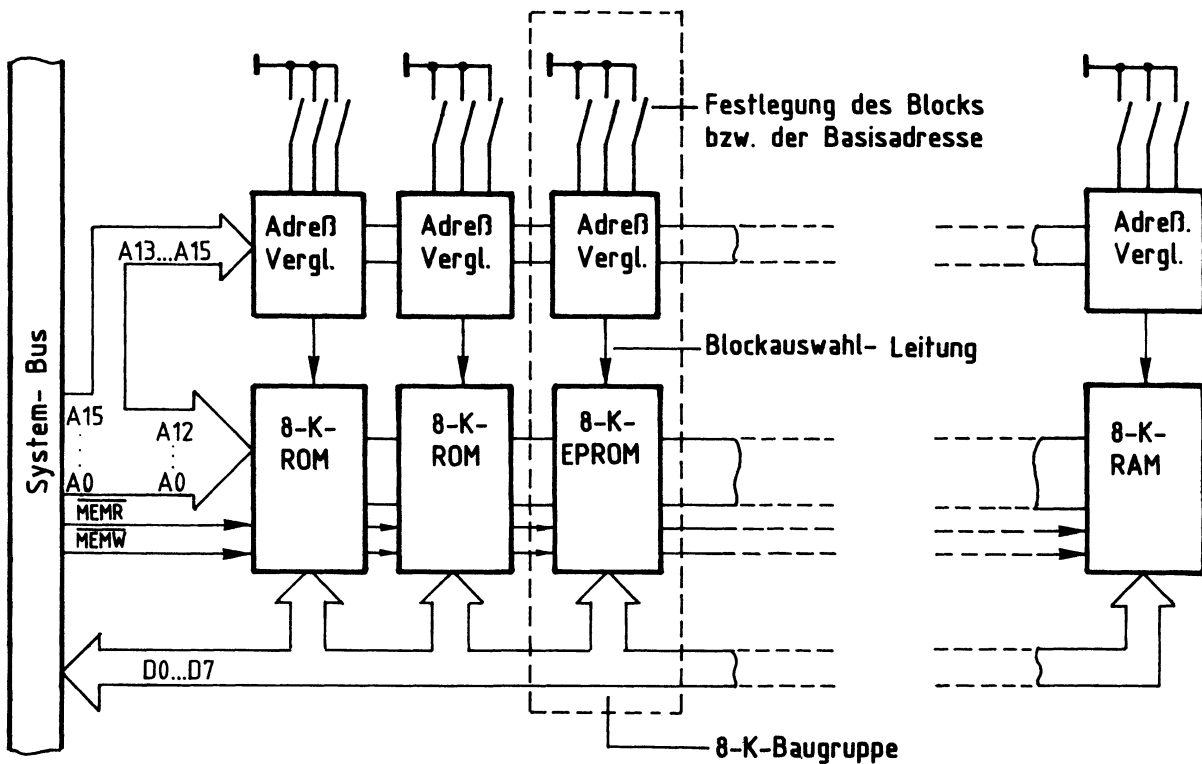 Festlegung des Blocks
bzw. der Basisadresse
Adreß
Vergl.
Adreß
Vergl.
Adreß
Vergl.
Adreß.
Vergl.
A13...A15
Blockauswahl- Leitung
System- Bus
A15
⋮
A0
A12
⋮
A0
8-K-
ROM
8-K-
ROM
8-K-
EPROM
8-K-
RAM
MEMR
MEMW
D0...D7
8-K-Baugruppe